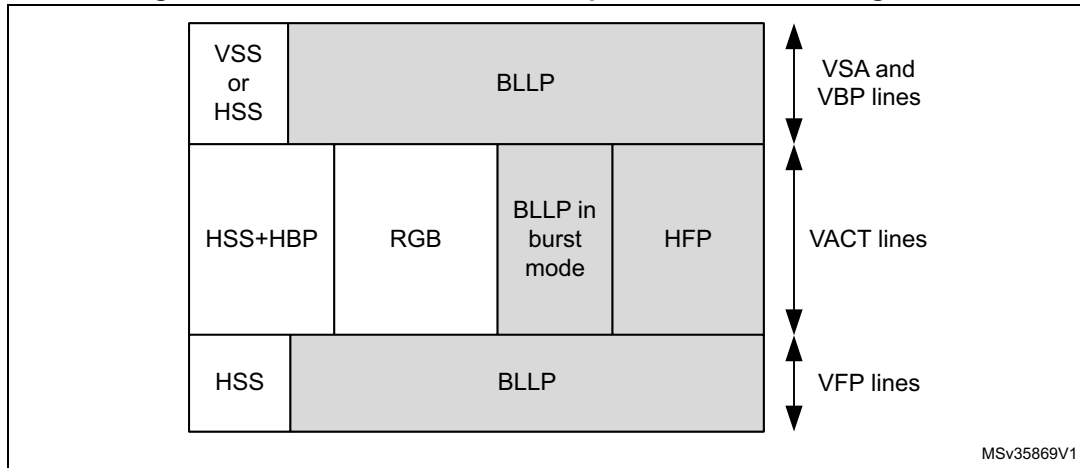 VSS
or
HSS
BLLP
VSA and
VBP lines
HSS+HBP
RGB
BLLP in
burst
mode
HFP
VACT lines
HSS
BLLP
VFP lines
MSv35869V1